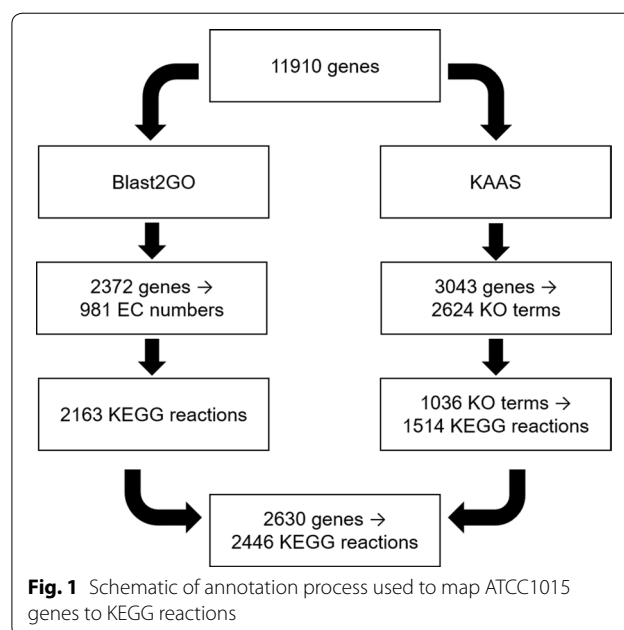 11910 genes
Blast2GO
KAAS
2372 genes →
981 EC numbers
3043 genes →
2624 KO terms
2163 KEGG reactions
1036 KO terms →
1514 KEGG reactions
2630 genes →
2446 KEGG reactions
Fig. 1 Schematic of annotation process used to map ATCC1015
genes to KEGG reactions